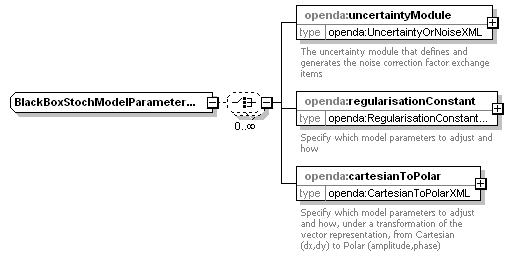 openda:uncertaintyModule
type openda:UncertaintyOrNoiseXML
The uncertainty module that defines and
generates the noise correction factor exchange
items
BlackBoxStochModelParameter...
0..∞
openda:regularisationConstant
type openda:RegularisationConstant...
Specify which model parameters to adjust and
how
openda:cartesianToPolar
type openda:CartesianToPolarXML
Specify which model parameters to adjust
and how, under a transformation of the
vector representation, from Cartesian
(dx,dy) to Polar (amplitude,phase)